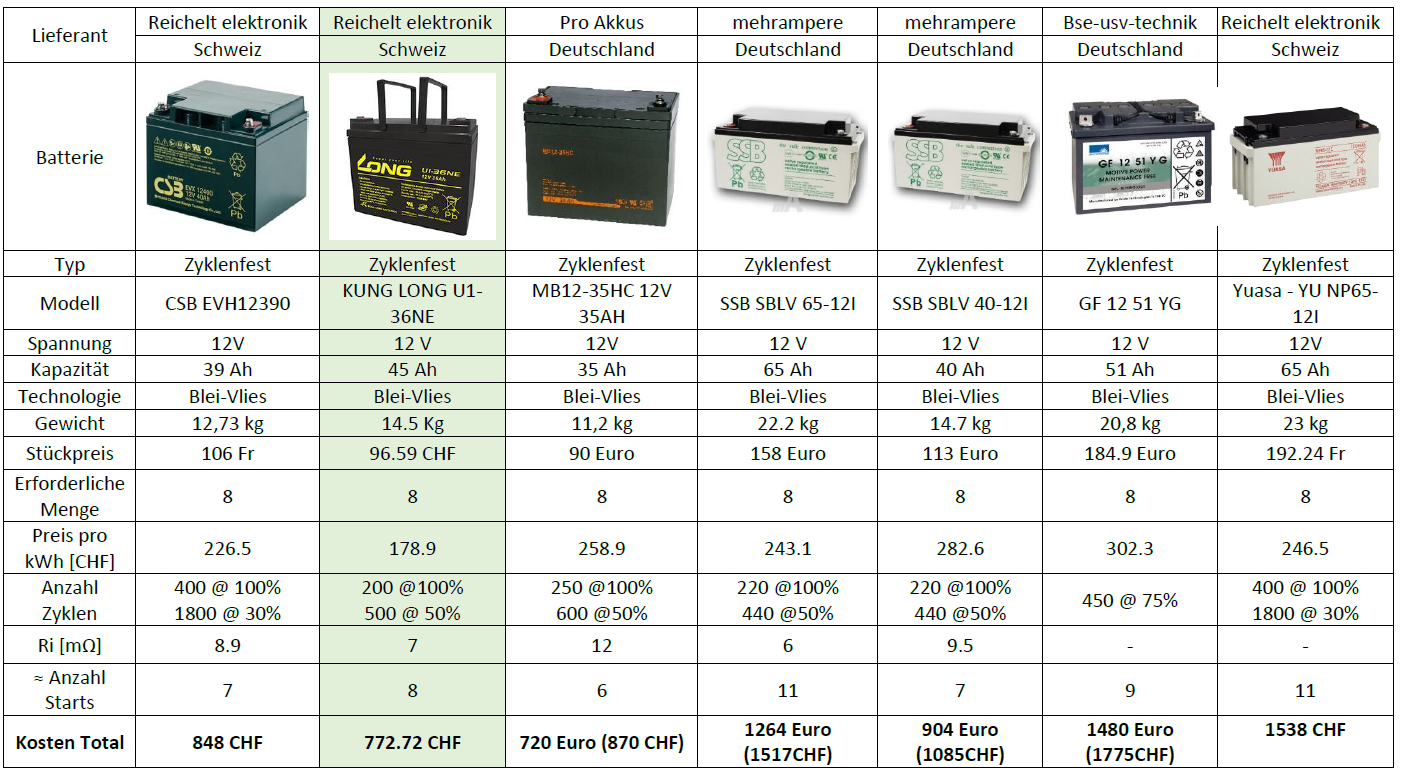 Lieferant
Reichelt elektronik
Reichelt elektronik
Pro Akkus
mehrampere
mehrampere
Bse-usv-technik
Reichelt elektronik
Schweiz
Schweiz
Deutschland
Deutschland
Deutschland
Deutschland
Schweiz
Batterie
CSB
EVX 12400
12V 40Ah
Pb
LONG
U1-36NE
12V 36Ah
Pb
MB12-35HC
SSB
Pb
SSB
Pb
GF 12 51 Y G
MOTIVE POWER
MAINTENANCE FREE
Pb
YUASA
Typ
Zyklenfest
Zyklenfest
Zyklenfest
Zyklenfest
Zyklenfest
Zyklenfest
Zyklenfest
Modell
CSB EVH12390
KUNG LONG U1-
36NE
MB12-35HC 12V
35AH
SSB SBLV 65-12I
SSB SBLV 40-12I
GF 12 51 YG
Yuasa - YU NP65-
12I
Spannung
12V
12 V
12V
12 V
12 V
12 V
12V
Kapazität
39 Ah
45 Ah
35 Ah
65 Ah
40 Ah
51 Ah
65 Ah
Technologie
Blei-Vlies
Blei-Vlies
Blei-Vlies
Blei-Vlies
Blei-Vlies
Blei-Vlies
Blei-Vlies
Gewicht
12,73 kg
14.5 Kg
11,2 kg
22.2 kg
14.7 kg
20,8 kg
23 kg
Stückpreis
106 Fr
96.59 CHF
90 Euro
158 Euro
113 Euro
184.9 Euro
192.24 Fr
Erforderliche
Menge
8
8
8
8
8
8
8
Preis pro
kWh [CHF]
226.5
178.9
258.9
243.1
282.6
302.3
246.5
Anzahl
Zyklen
400 @ 100%
1800 @ 30%
200 @100%
500 @ 50%
250 @100%
600 @50%
220 @100%
440 @50%
220 @100%
440 @50%
450 @ 75%
400 @ 100%
1800 @ 30%
Ri [mΩ]
8.9
7
12
6
9.5
-
-
≈ Anzahl
Starts
7
8
6
11
7
9
11
Kosten Total
848 CHF
772.72 CHF
720 Euro (870 CHF)
1264 Euro
(1517CHF)
904 Euro
(1085CHF)
1480 Euro
(1775CHF)
1538 CHF